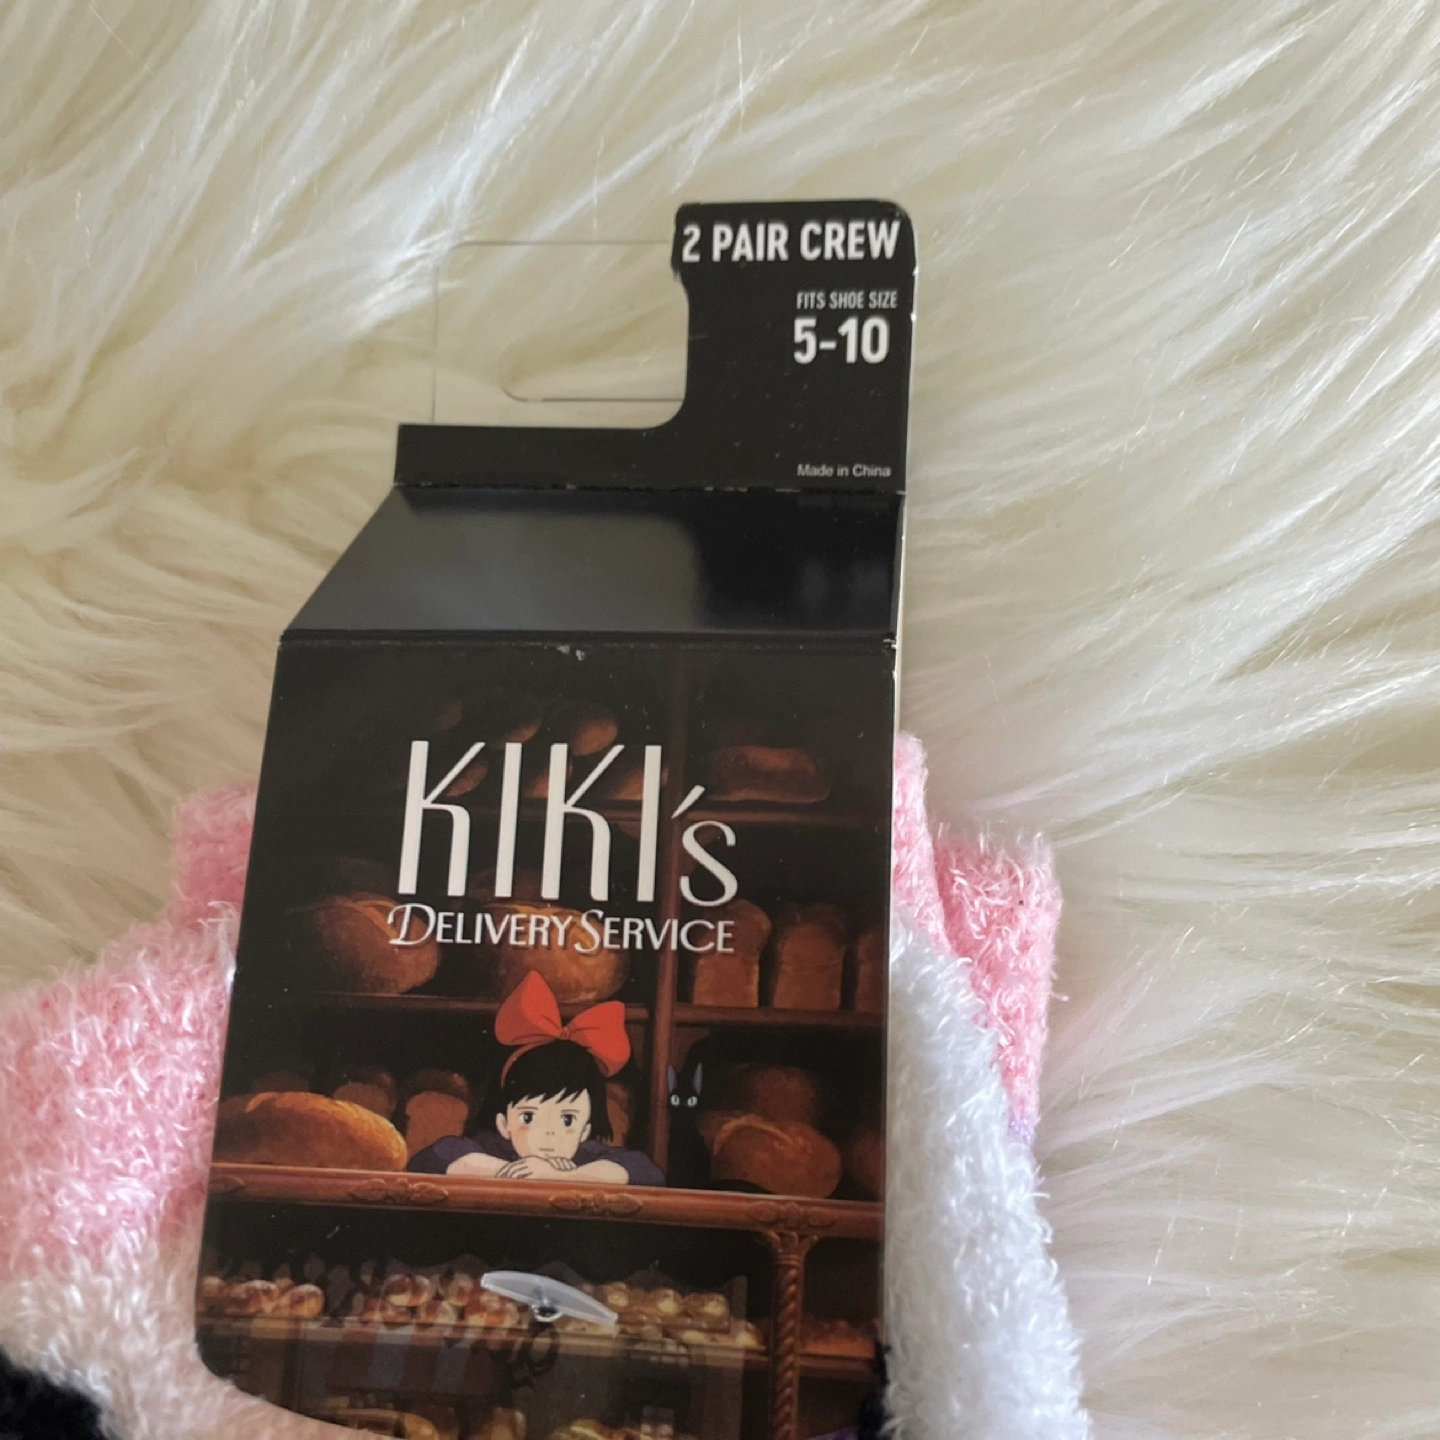 2 PAIR CREW
FITS SHOE SIZE
5-10
Made in China
KIKI's
DELIVERY SERVICE